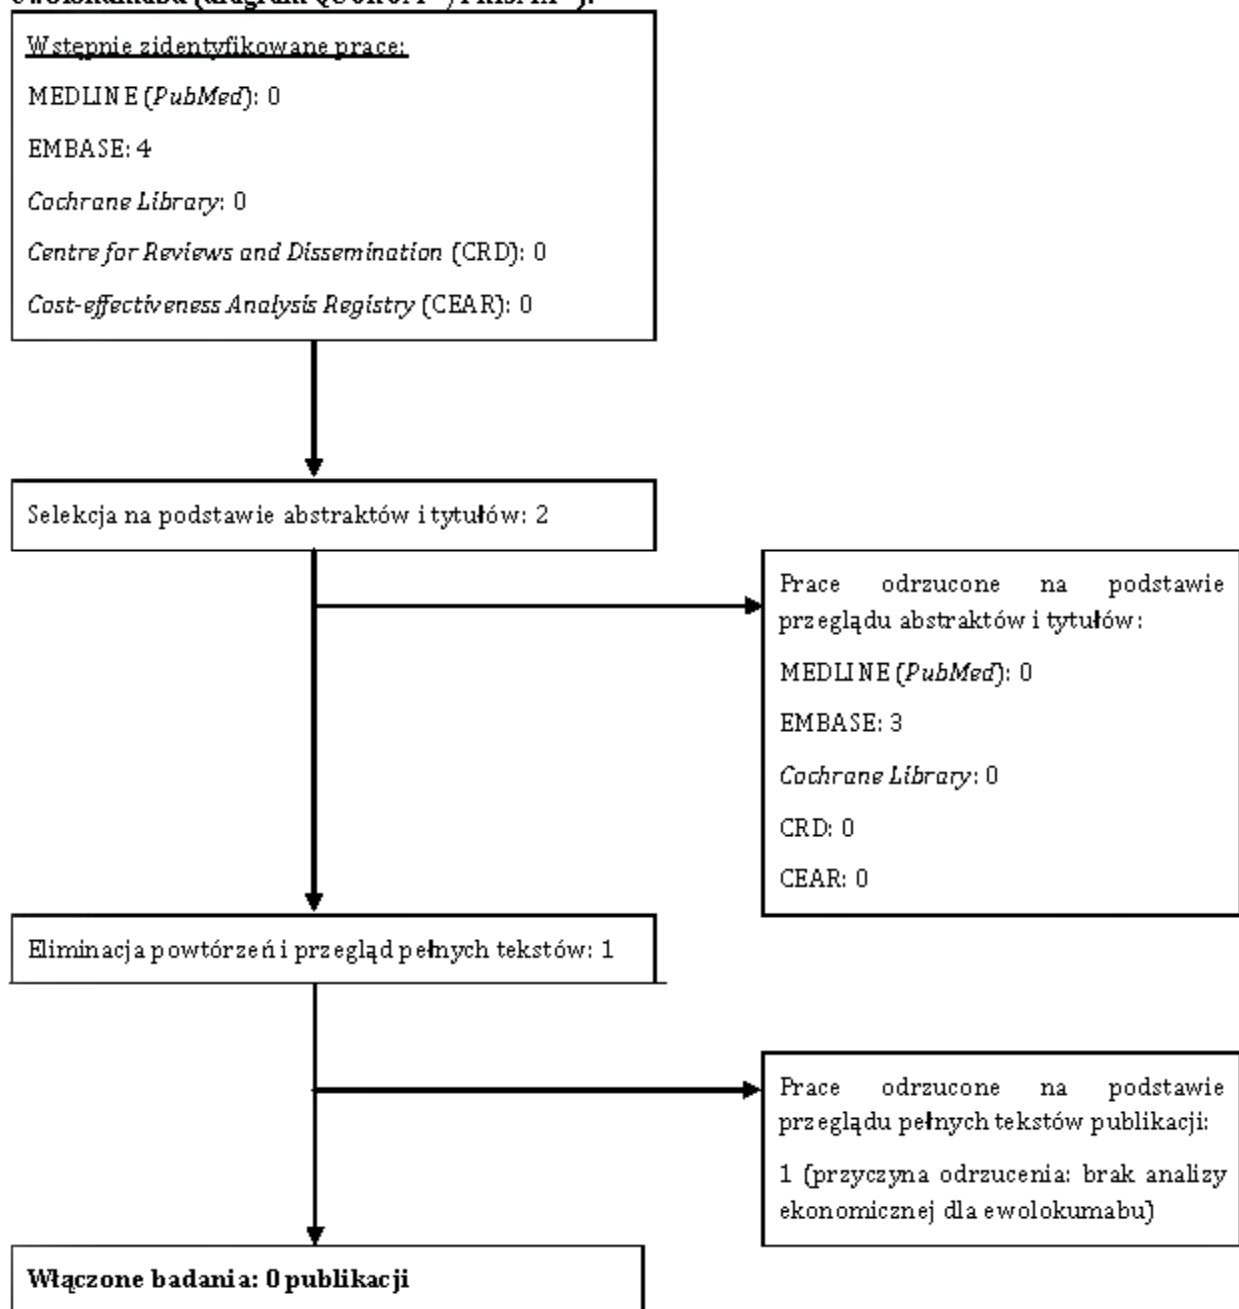 Wstępnie zidentyfikowane prace:
MEDLINE (PubMed): 0
EMBASE: 4
Cochrane Library: 0
Centre for Reviews and Dissemination (CRD): 0
Cost-effectiveness Analysis Registry (CEAR): 0
Selekcja na podstawie abstraktów i tytułów: 2
Prace odrzucone na podstawie
przeglądu abstraktów i tytułów:
MEDLINE (PubMed): 0
EMBASE: 3
Cochrane Library: 0
CRD: 0
CEAR: 0
Eliminacja powtórzeń i przegląd pełnych tekstów: 1
Prace odrzucone na podstawie
przeglądu pełnych tekstów publikacji:
1 (przyczyna odrzucenia: brak analizy
ekonomicznej dla ewolokumabu)
Włączone badania: 0 publikacji